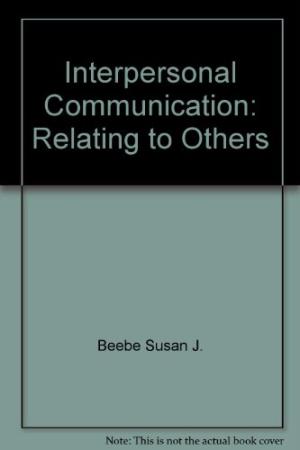 Interpersonal
Communication:
Relating to Others
Beebe Susan J.
Note: This is not the actual book cover